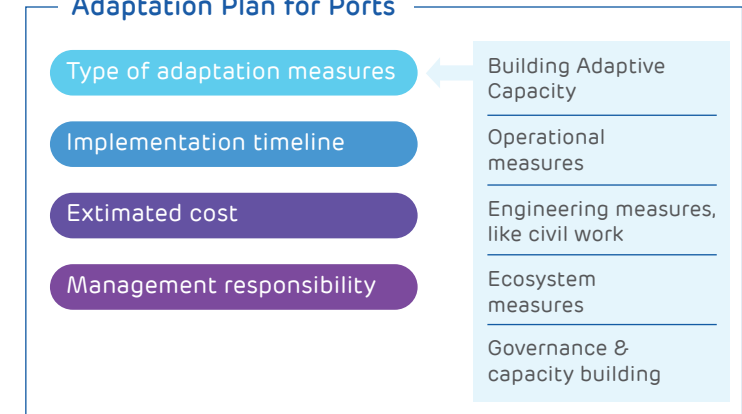 Adaptation Plan for Ports
Type of adaptation measures
Implementation timeline
Extimated cost
Management responsibility
Building Adaptive
Capacity
Operational
measures
Engineering measures,
like civil work
Ecosystem
measures
Governance &
capacity building